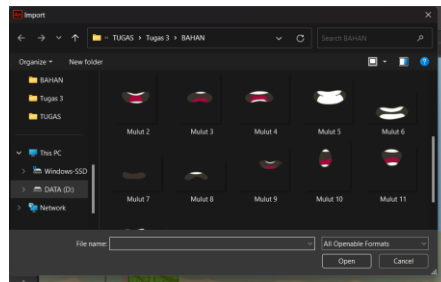 Import
TUGAS › Tugas 3 › BAHAN
Search BAHAN
Organize
New folder
BAHAN
Tugas 3
TUGAS
This PC
Windows-SSD
DATA (D:)
Network
Mulut 2
Mulut 3
Mulut 4
Mulut 5
Mulut 6
Mulut 7
Mulut 8
Mulut 9
Mulut 10
Mulut 11
File name:
All Openable Formats
Open
Cancel